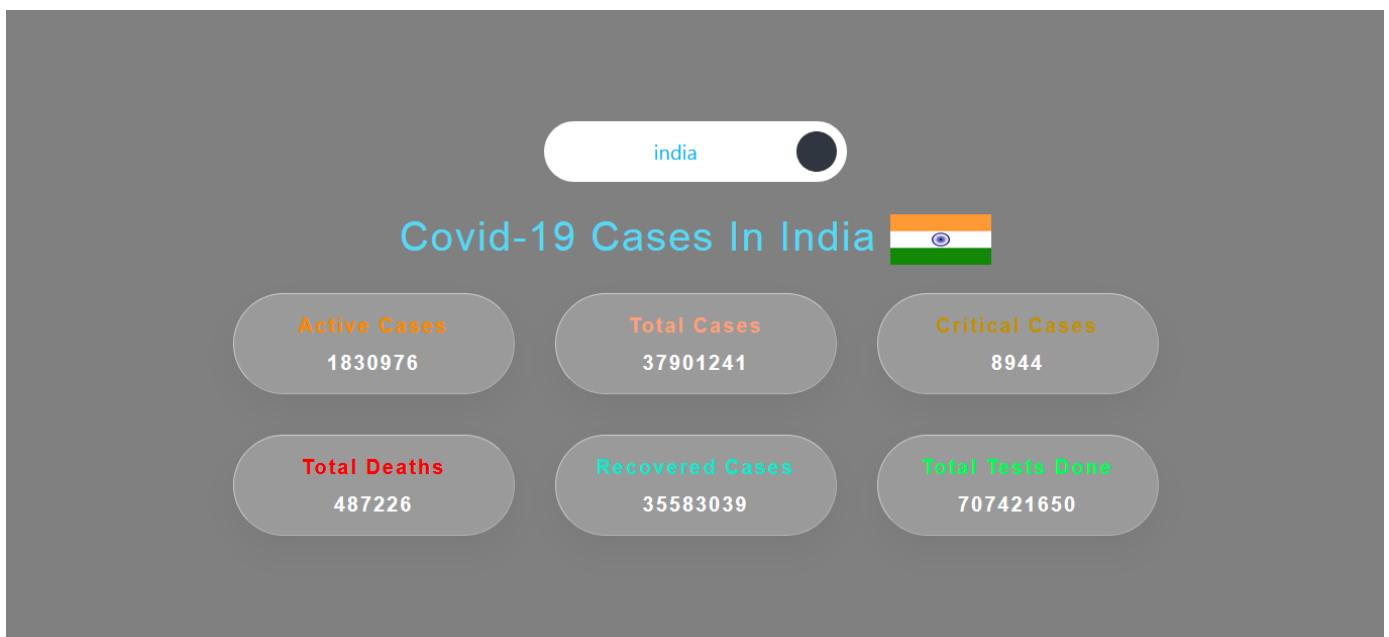 india
Covid-19 Cases In India
Active Cases
1830976
Total Cases
37901241
Critical Cases
8944
Total Deaths
487226
Recovered Cases
35583039
Total Tests Done
707421650